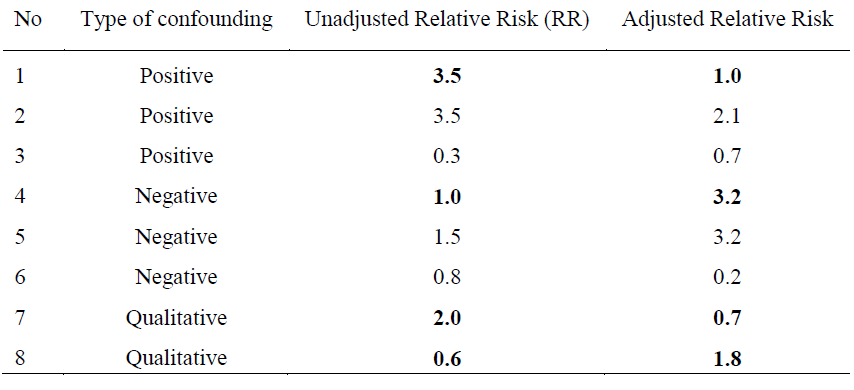 No Type of confounding Unadjusted Relative Risk (RR) Adjusted Relative Risk
1 Positive 3.5 1.0
2 Positive 3.5 2.1
3 Positive 0.3 0.7
4 Negative 1.0 3.2
5 Negative 1.5 3.2
6 Negative 0.8 0.2
7 Qualitative 2.0 0.7
8 Qualitative 0.6 1.8